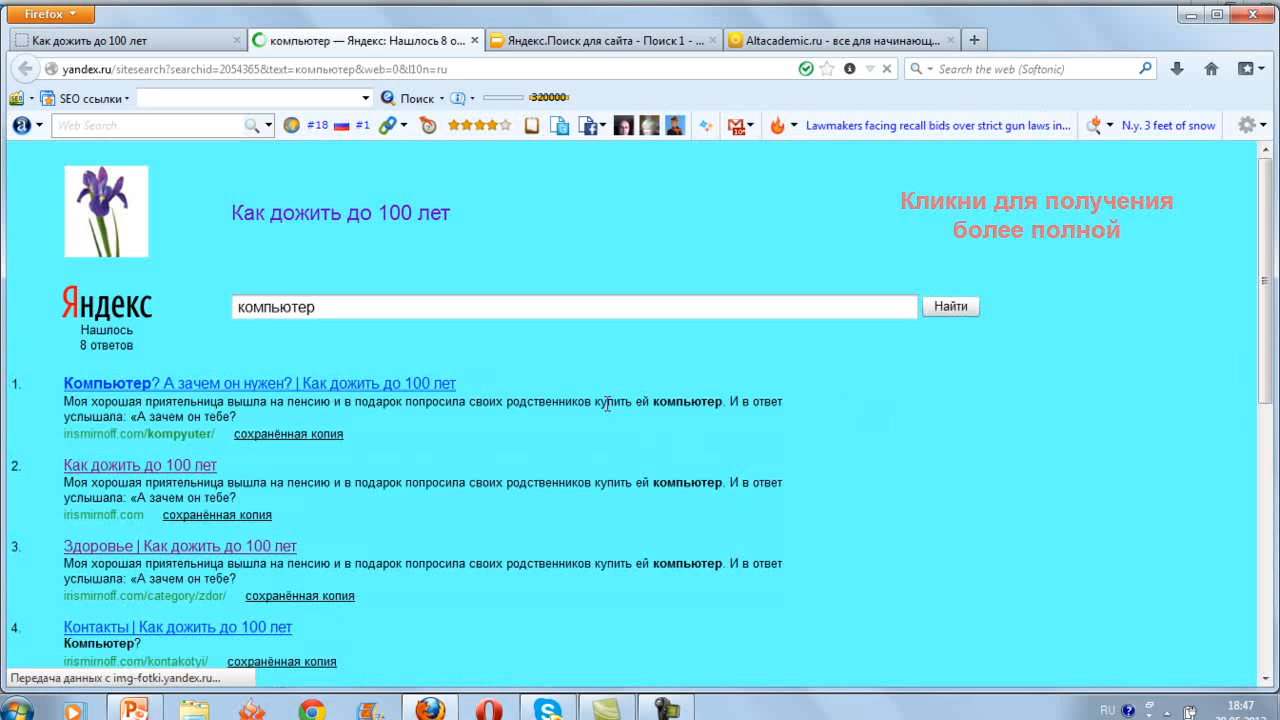 Firefox
Как дожить до 100 лет
компьютер — Яндекс: Нашлось 8 о...
Яндекс.Поиск для сайта - Поиск 1 - ...
Altacademic.ru - все для начинающ...
yandex.ru/sitesearch?searchid=2054365&text=компьютер&web=0&l10n=ru
Search the web (Softonic)
SEO ссылки
Поиск
320000
Web Search
#18
#1
Lawmakers facing recall bids over strict gun laws in...
N.y. 3 feet of snow
Как дожить до 100 лет
Кликни для получения
более полной
Яндекс
компьютер
Найти
Нашлось
8 ответов
1. Компьютер? А зачем он нужен? | Как дожить до 100 лет
Моя хорошая приятельница вышла на пенсию и в подарок попросила своих родственников купить ей компьютер. И в ответ
услышала: «А зачем он тебе?
irismirnoff.com/kompyuter/ сохранённая копия
2. Как дожить до 100 лет
Моя хорошая приятельница вышла на пенсию и в подарок попросила своих родственников купить ей компьютер. И в ответ
услышала: «А зачем он тебе?
irismirnoff.com сохранённая копия
3. Здоровье | Как дожить до 100 лет
Моя хорошая приятельница вышла на пенсию и в подарок попросила своих родственников купить ей компьютер. И в ответ
услышала: «А зачем он тебе?
irismirnoff.com/category/zdor/ сохранённая копия
4. Контакты | Как дожить до 100 лет
Компьютер?
irismirnoff.com/kontakotyi/ сохранённая копия
Передача данных с img-fotki.yandex.ru...
RU
18:47